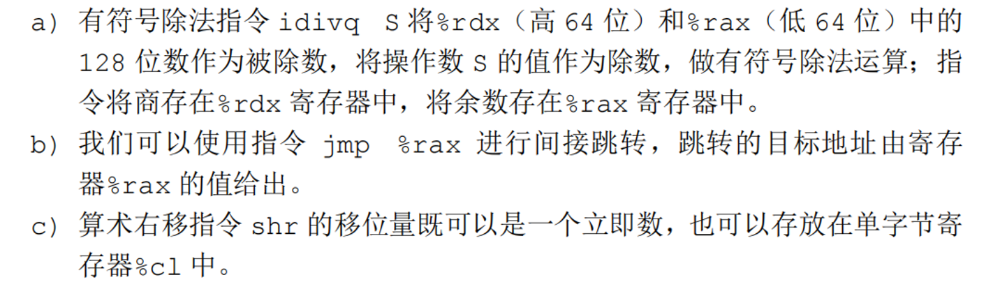 a) 有符号除法指令 idivq S 将%rdx（高 64 位）和%rax（低 64 位）中的
128 位数作为被除数，将操作数 S 的值作为除数，做有符号除法运算；指
令将商存在%rdx 寄存器中，将余数存在%rax 寄存器中。
b) 我们可以使用指令 jmp %rax 进行间接跳转，跳转的目标地址由寄存
器%rax 的值给出。
c) 算术右移指令 shr 的移位量既可以是一个立即数，也可以存放在单字节寄
存器%cl 中。